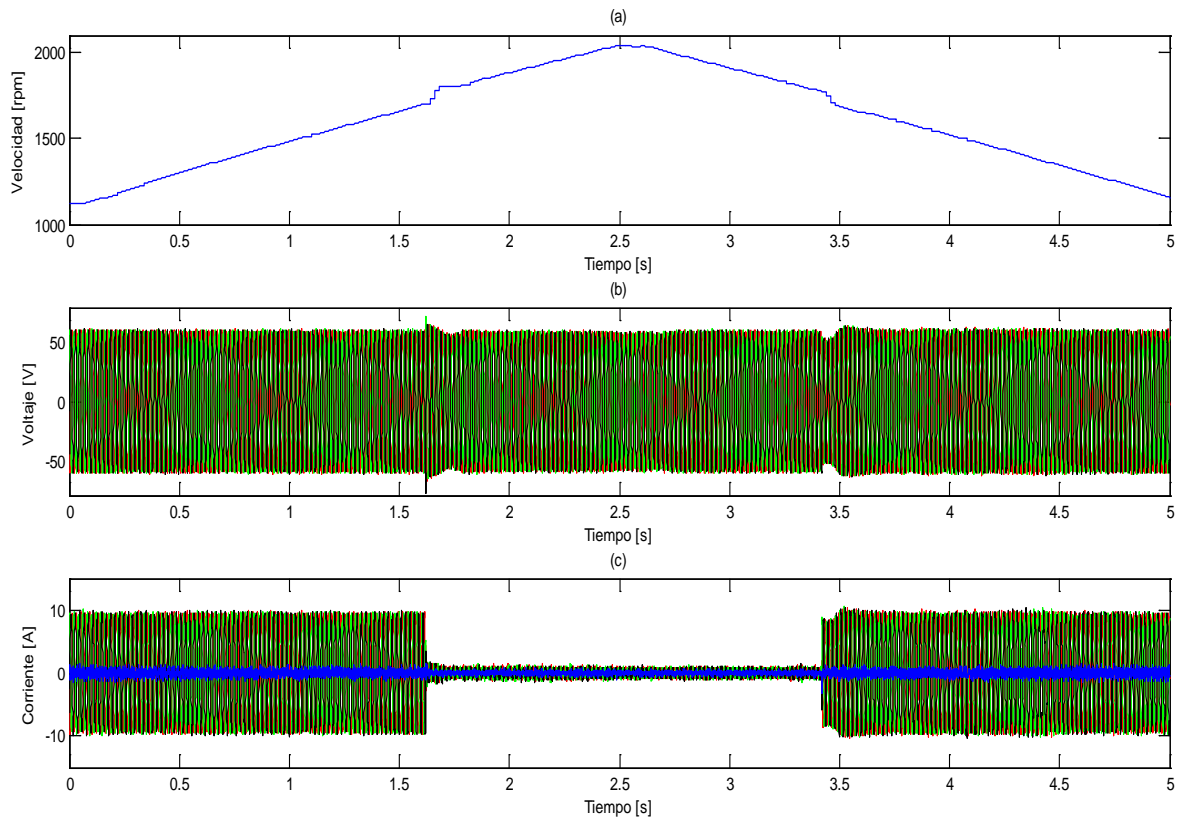 (a)
Velocidad [rpm]
2000
1500
1000
0 0.5 1 1.5 2 2.5 3 3.5 4 4.5 5
Tiempo [s]
(b)
Voltaje [V]
50
0
-50
0 0.5 1 1.5 2 2.5 3 3.5 4 4.5 5
Tiempo [s]
(c)
Corriente [A]
10
0
-10
0 0.5 1 1.5 2 2.5 3 3.5 4 4.5 5
Tiempo [s]